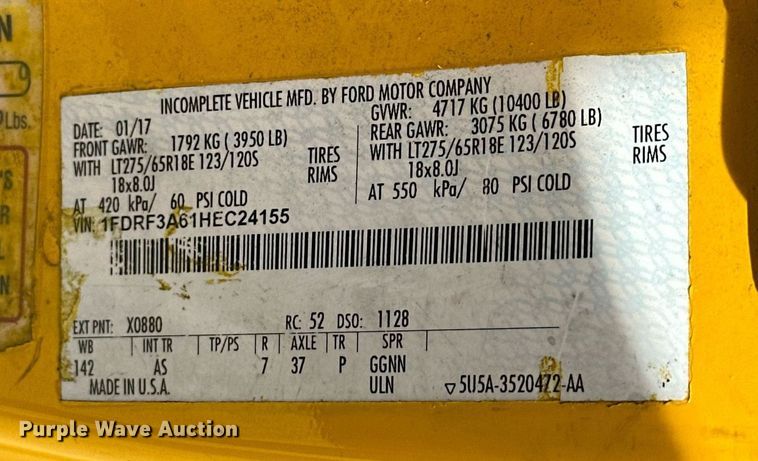 N
9
Lbs.
'S
R
L
N
INCOMPLETE VEHICLE MFD. BY FORD MOTOR COMPANY
DATE: 01/17
GVWR: 4717 KG (10400 LB)
FRONT GAWR: 1792 KG ( 3950 LB)
REAR GAWR: 3075 KG ( 6780 LB)
WITH LT275/65R18E 123/120S TIRES
WITH LT275/65R18E 123/120S TIRES
18x8.0J RIMS
18x8.0J RIMS
AT 420 kPa/ 60 PSI COLD
AT 550 kPa/ 80 PSI COLD
VIN: 1FDRF3A61HEC24155
EXT PNT: X0880 RC: 52 DSO: 1128
WB INT TR TP/PS R AXLE TR SPR
142 AS 7 37 P GGNN
MADE IN U.S.A. ULN ▽5U5A-3520472-AA
Purple Wave Auction